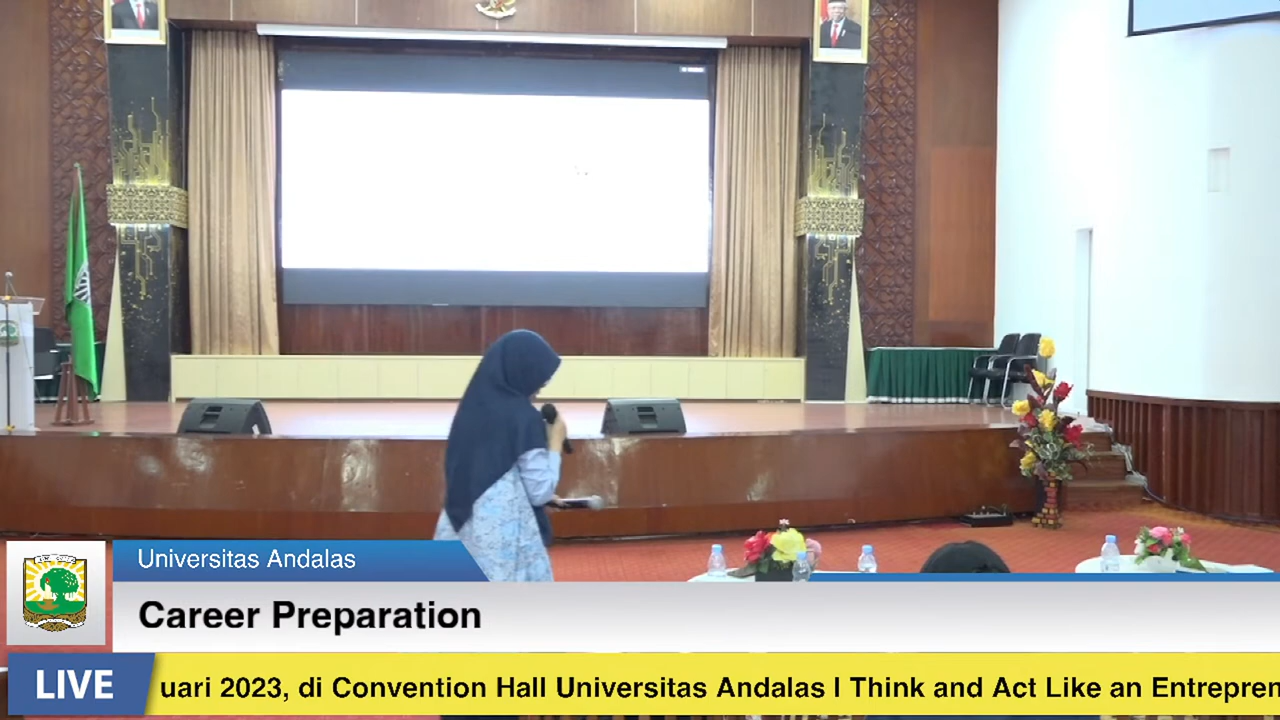 Universitas Andalas
Career Preparation
LIVE
uari 2023, di Convention Hall Universitas Andalas I Think and Act Like an Entrepren